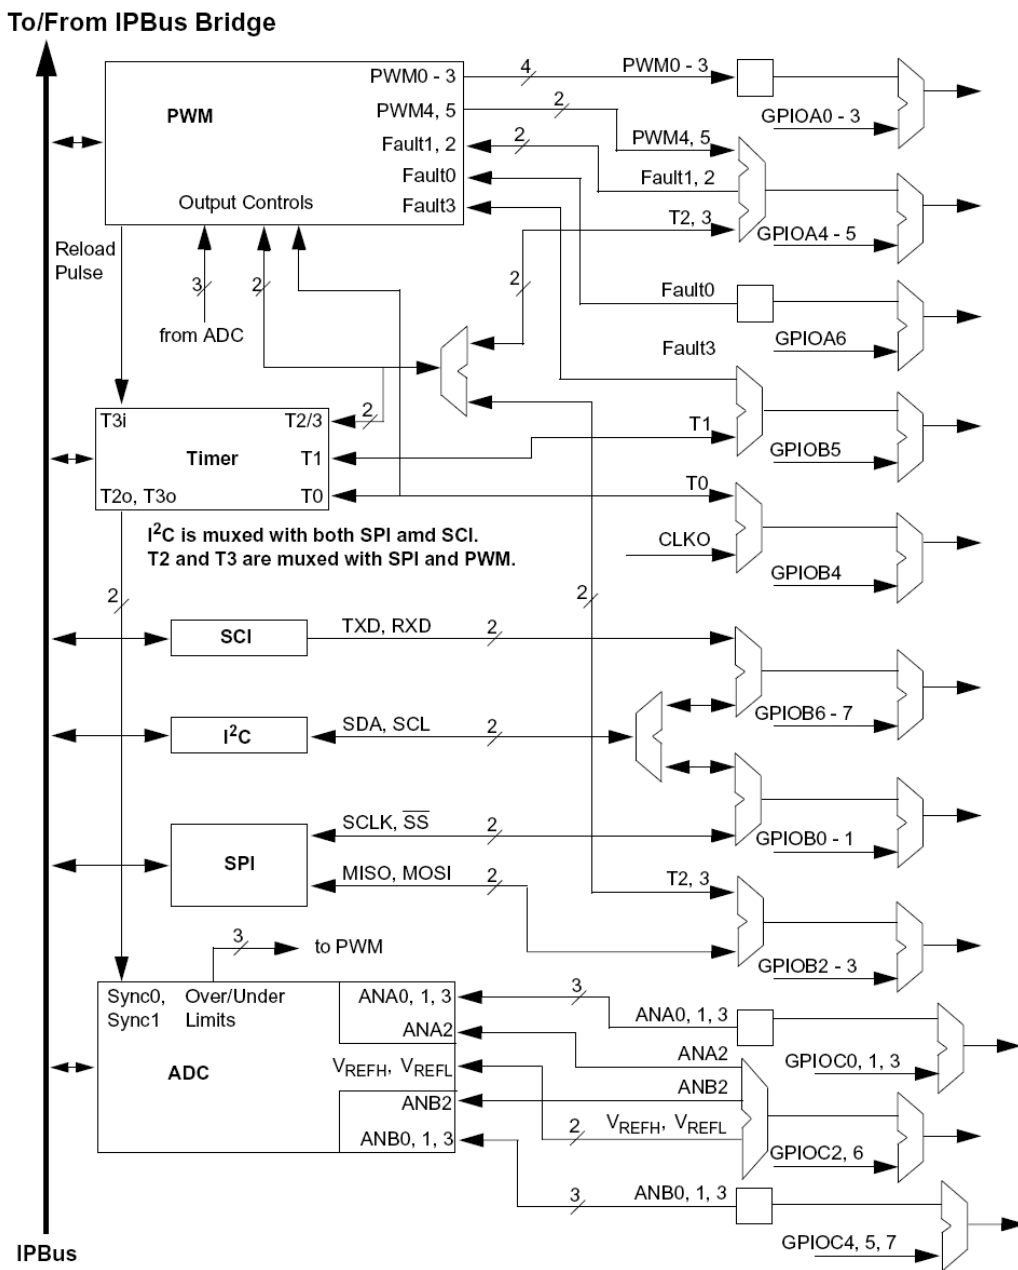 To/From IPBus Bridge
PWM
PWM0 - 3
PWM4, 5
Fault1, 2
Fault0
Fault3
Output Controls
4
2
2
PWM0 - 3
GPIOA0 - 3
PWM4, 5
Fault1, 2
T2, 3
GPIOA4 - 5
Reload
Pulse
3
2
2
from ADC
Fault0
GPIOA6
Fault3
T3i
T2/3
2
Timer
T1
T2o, T3o
T0
T1
GPIOB5
T0
CLKO
GPIOB4
I2C is muxed with both SPI amd SCI.
T2 and T3 are muxed with SPI and PWM.
2
2
SCI
TXD, RXD
2
GPIOB6 - 7
I2C
SDA, SCL
2
SPI
SCLK, SS
2
GPIOB0 - 1
MISO, MOSI
2
T2, 3
GPIOB2 - 3
3
to PWM
Sync0,
Sync1
Over/Under
Limits
ADC
ANA0, 1, 3
ANA2
VREFH, VREFL
ANB2
ANB0, 1, 3
3
ANA0, 1, 3
GPIOC0, 1, 3
ANA2
ANB2
2
VREFH, VREFL
GPIOC2, 6
3
ANB0, 1, 3
GPIOC4, 5, 7
IPBus